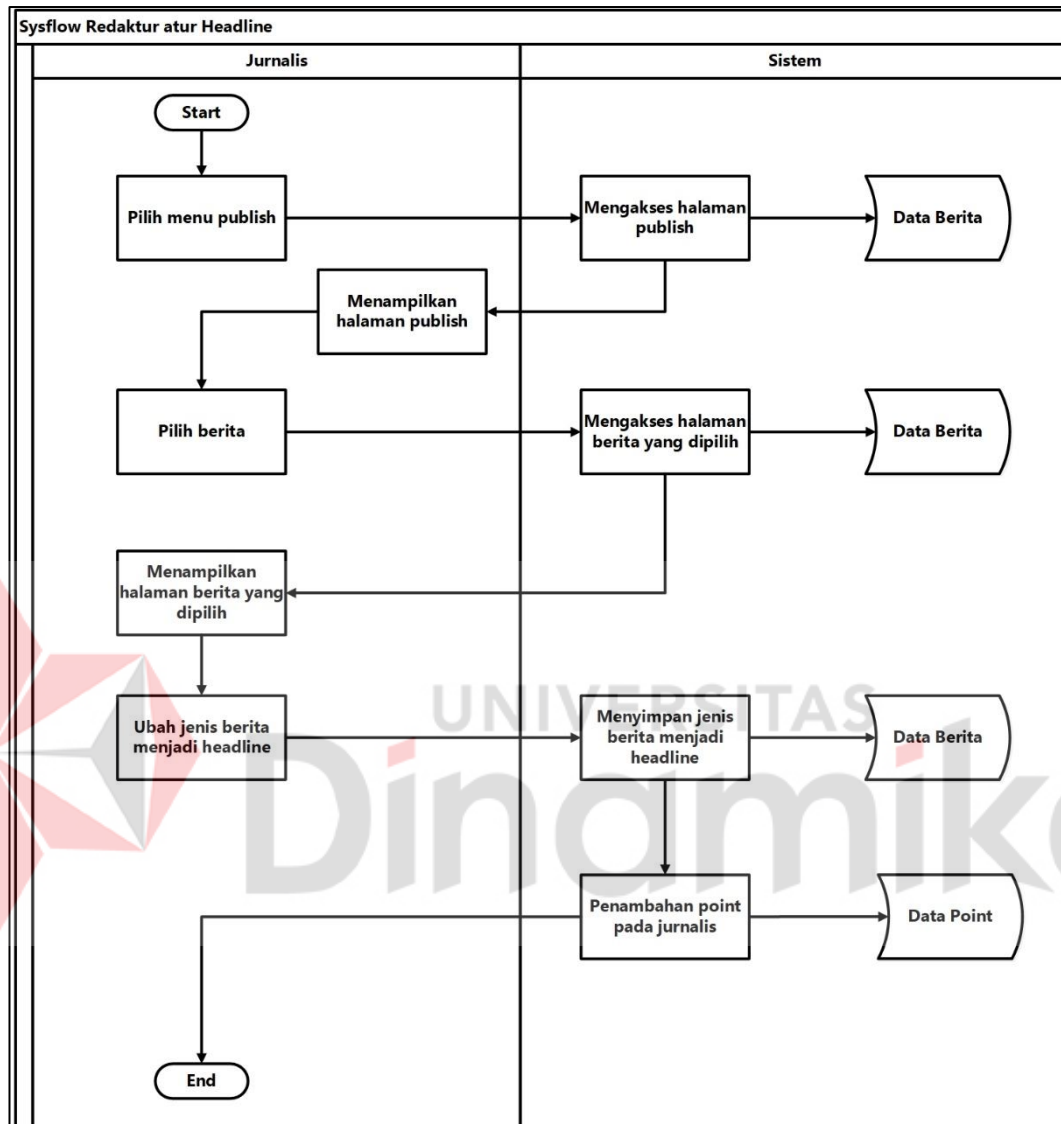 Sysflow Redaktur atur Headline
Jurnalis
Sistem
Start
Pilih menu publish
Mengakses halaman
publish
Data Berita
Menampilkan
halaman publish
Pilih berita
Mengakses halaman
berita yang dipilih
Data Berita
Menampilkan
halaman berita yang
dipilih
UNIVERSITAS
Dinamika
Ubah jenis berita
menjadi headline
Menyimpan jenis
berita menjadi
headline
Data Berita
Penambahan point
pada jurnalis
Data Point
End